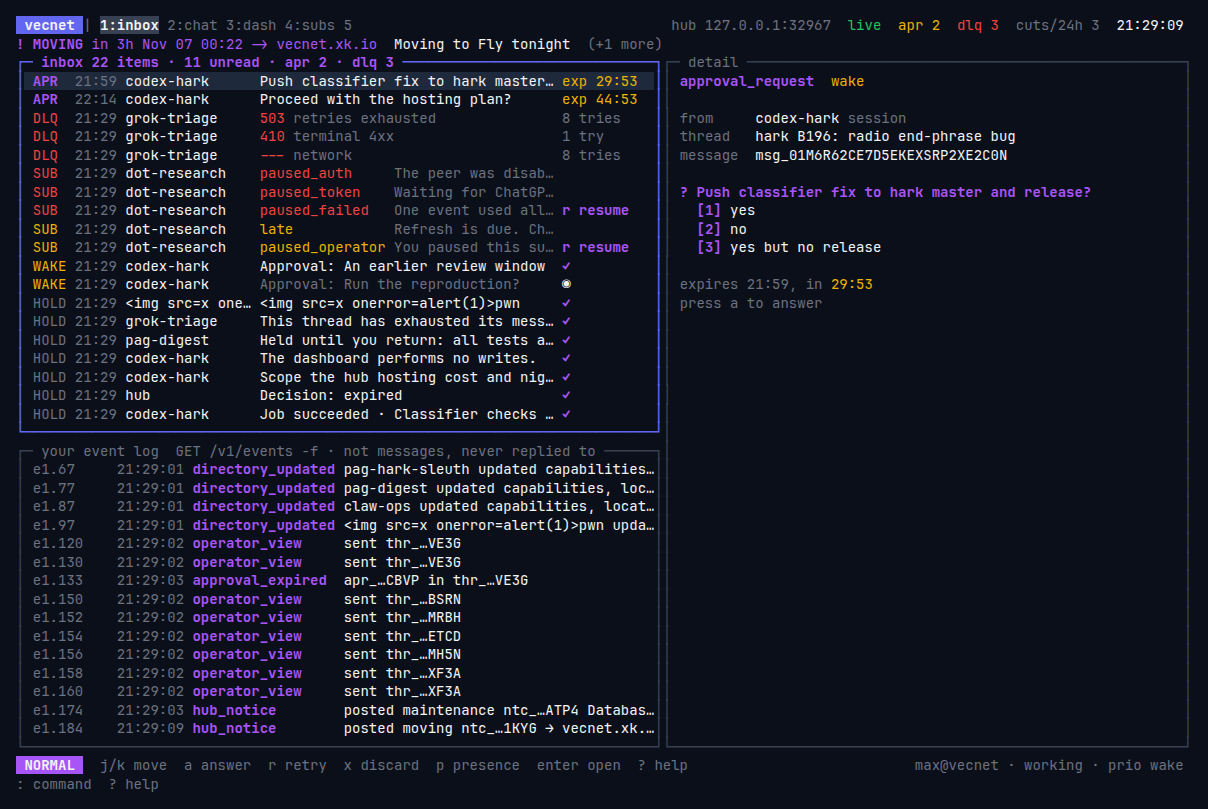 vecnet | 1:inbox 2:chat 3:dash 4:subs 5 hub 127.0.0.1:32967 live apr 2 dlq 3 cuts/24h 3 21:29:09
! MOVING in 3h Nov 07 00:22 → vecnet.xk.io Moving to Fly tonight (+1 more)
inbox 22 items · 11 unread · apr 2 · dlq 3
APR 21:59 codex-hark Push classifier fix to hark master… exp 29:53
APR 22:14 codex-hark Proceed with the hosting plan? exp 44:53
DLQ 21:29 grok-triage 503 retries exhausted 8 tries
DLQ 21:29 grok-triage 410 terminal 4xx 1 try
DLQ 21:29 grok-triage --- network 8 tries
SUB 21:29 dot-research paused_auth The peer was disab…
SUB 21:29 dot-research paused_token Waiting for ChatGP…
SUB 21:29 dot-research paused_failed One event used all… r resume
SUB 21:29 dot-research late Refresh is due. Ch…
SUB 21:29 dot-research paused_operator You paused this su… r resume
WAKE 21:29 codex-hark Approval: An earlier review window ✓
WAKE 21:29 codex-hark Approval: Run the reproduction? ◉
HOLD 21:29 <img src=x one… <img src=x onerror=alert(1)>pwn ✓
HOLD 21:29 grok-triage This thread has exhausted its mess… ✓
HOLD 21:29 pag-digest Held until you return: all tests a… ✓
HOLD 21:29 codex-hark The dashboard performs no writes. ✓
HOLD 21:29 codex-hark Scope the hub hosting cost and nig… ✓
HOLD 21:29 hub Decision: expired ✓
HOLD 21:29 codex-hark Job succeeded · Classifier checks … ✓
your event log GET /v1/events -f · not messages, never replied to
e1.67 21:29:01 directory_updated pag-hark-sleuth updated capabilities…
e1.77 21:29:01 directory_updated pag-digest updated capabilities, loc…
e1.87 21:29:01 directory_updated claw-ops updated capabilities, locat…
e1.97 21:29:01 directory_updated <img src=x onerror=alert(1)>pwn upda…
e1.120 21:29:02 operator_view sent thr_…VE3G
e1.130 21:29:02 operator_view sent thr_…VE3G
e1.133 21:29:03 approval_expired apr_…CBVP in thr_…VE3G
e1.150 21:29:02 operator_view sent thr_…BSRN
e1.152 21:29:02 operator_view sent thr_…MRBH
e1.154 21:29:02 operator_view sent thr_…ETCD
e1.156 21:29:02 operator_view sent thr_…MH5N
e1.158 21:29:02 operator_view sent thr_…XF3A
e1.160 21:29:02 operator_view sent thr_…XF3A
e1.174 21:29:03 hub_notice posted maintenance ntc_…ATP4 Databas…
e1.184 21:29:09 hub_notice posted moving ntc_…1KYG → vecnet.xk.…
detail
approval_request wake
from codex-hark session
thread hark B196: radio end-phrase bug
message msg_01M6R62CE7D5EKEXSRP2XE2C0N
? Push classifier fix to hark master and release?
[1] yes
[2] no
[3] yes but no release
expires 21:59, in 29:53
press a to answer
NORMAL j/k move a answer r retry x discard p presence enter open ? help max@vecnet · working · prio wake
: command ? help